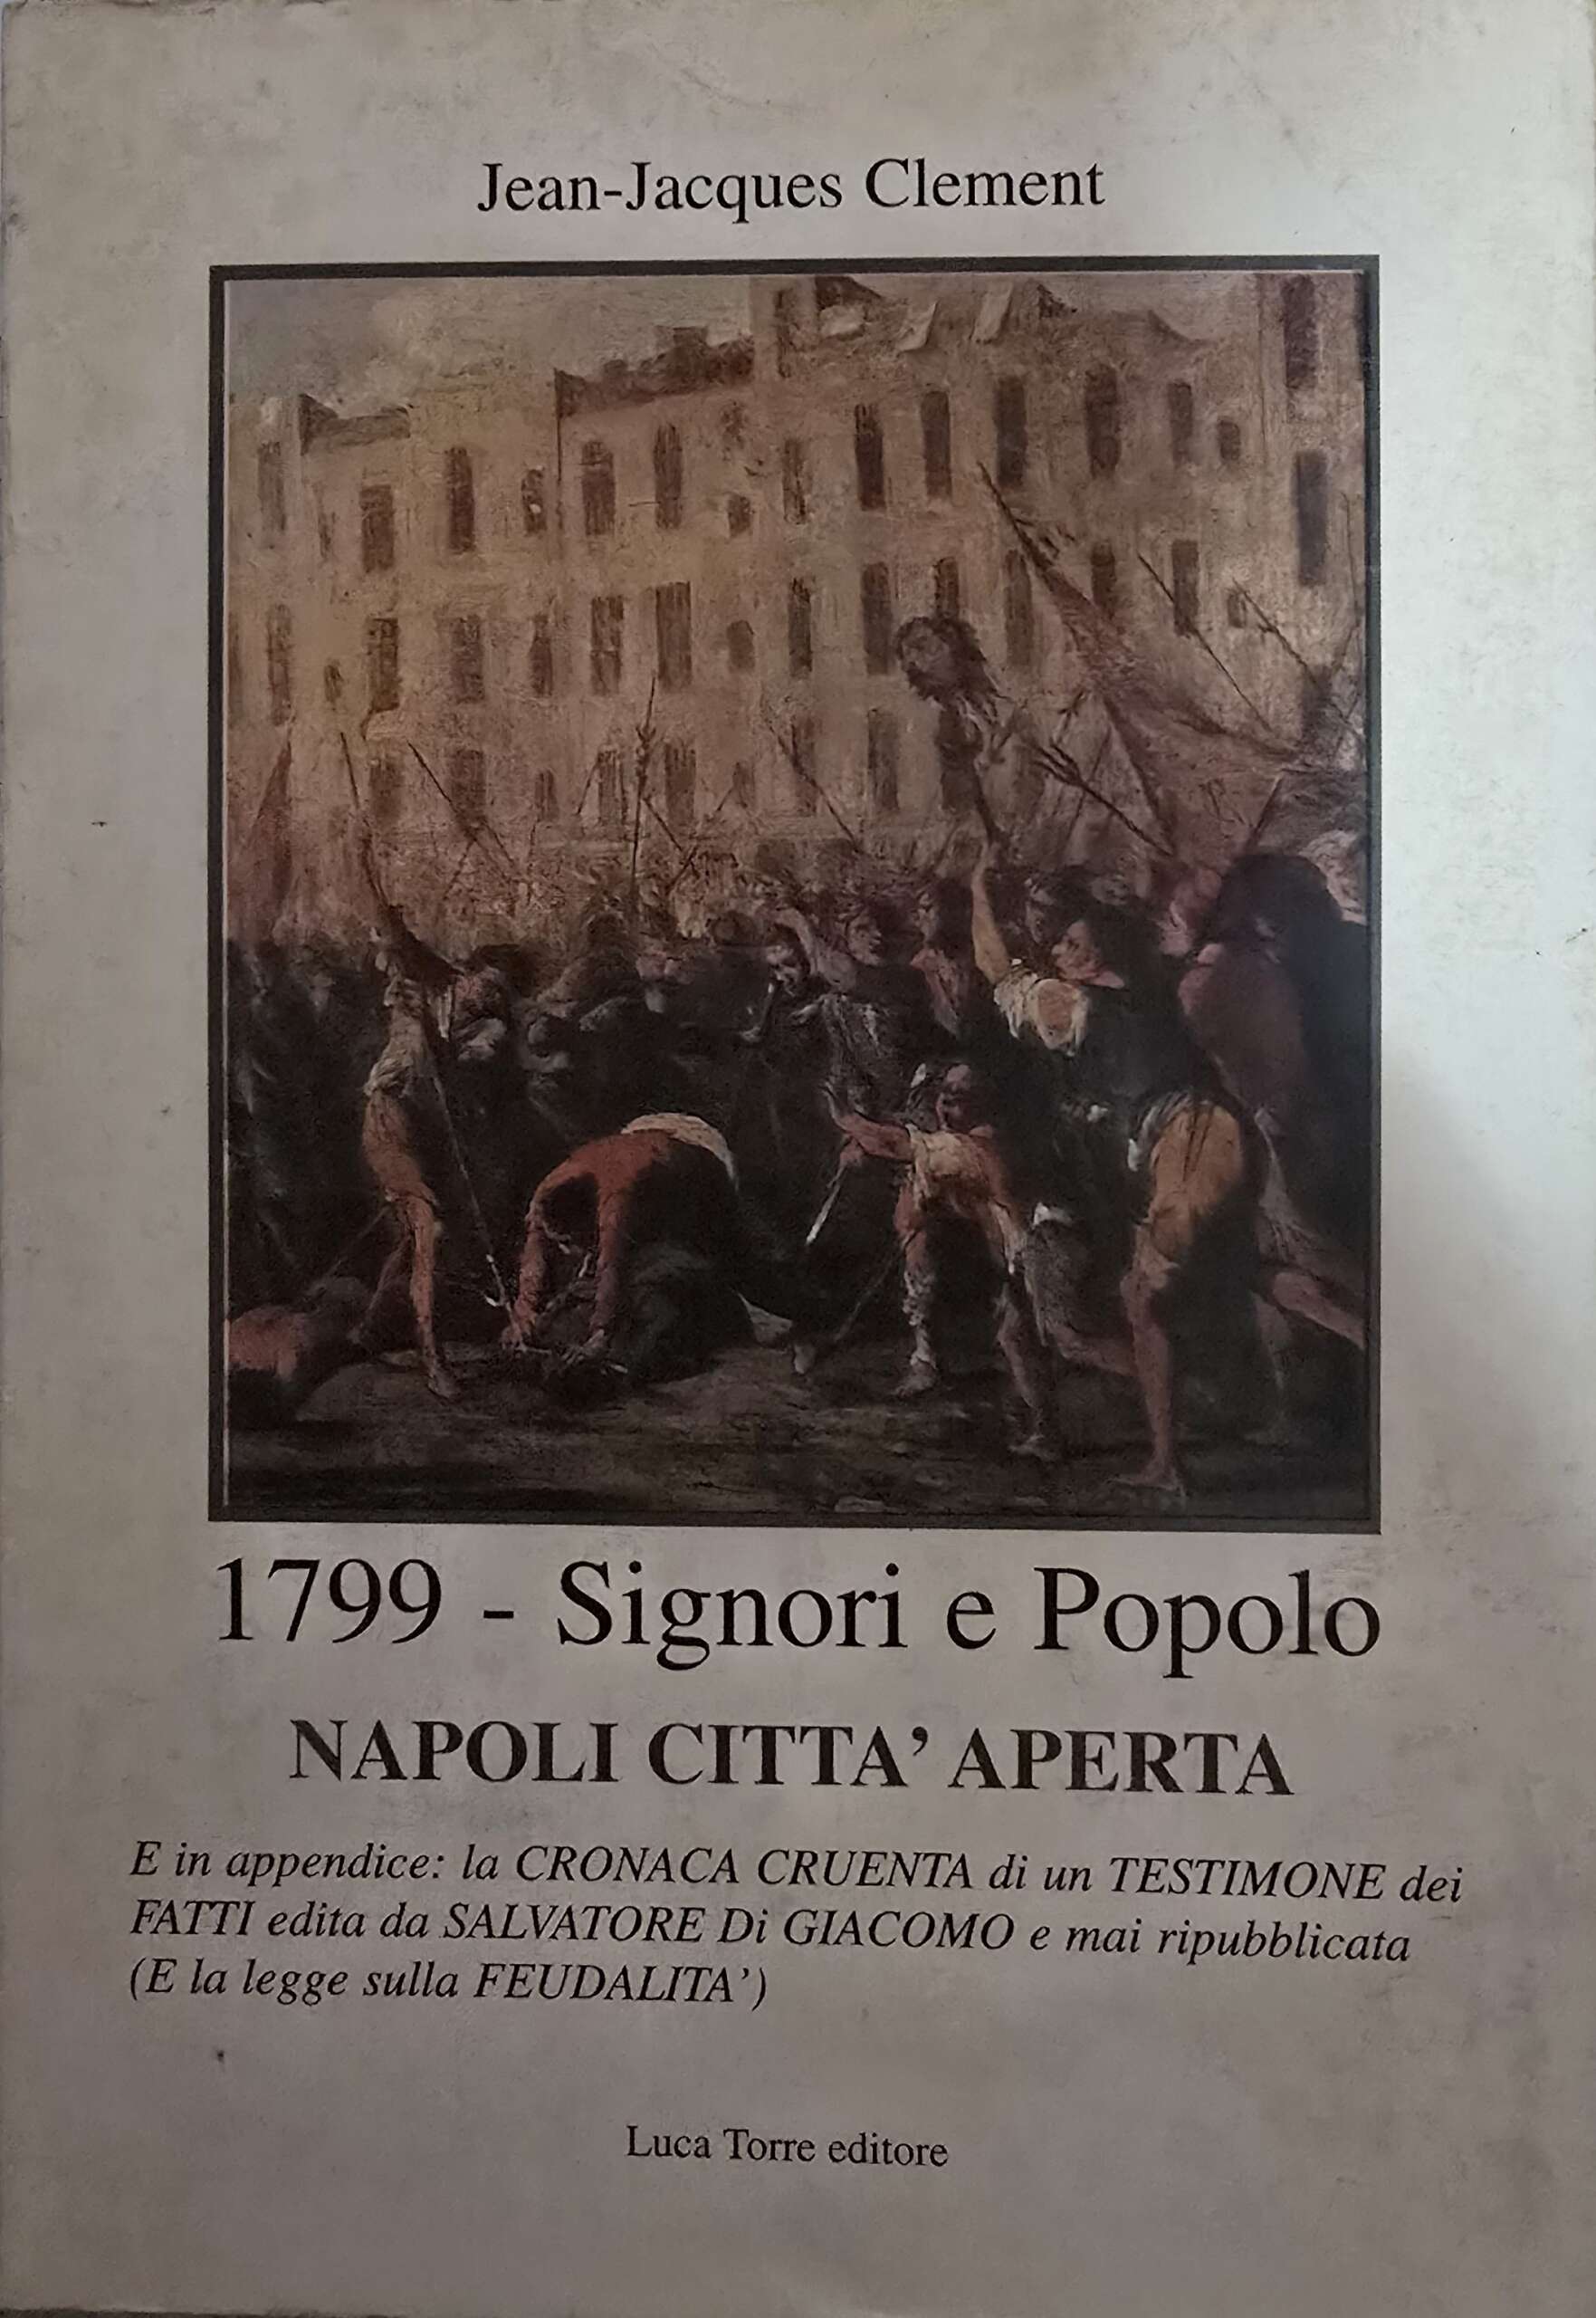 Jean-Jacques Clement
1799 - Signori e Popolo
NAPOLI CITTA’ APERTA
E in appendice: la CRONACA CRUENTA di un TESTIMONE dei
FATTI edita da SALVATORE Di GIACOMO e mai ripubblicata
(E la legge sulla FEUDALITA’)
Luca Torre editore